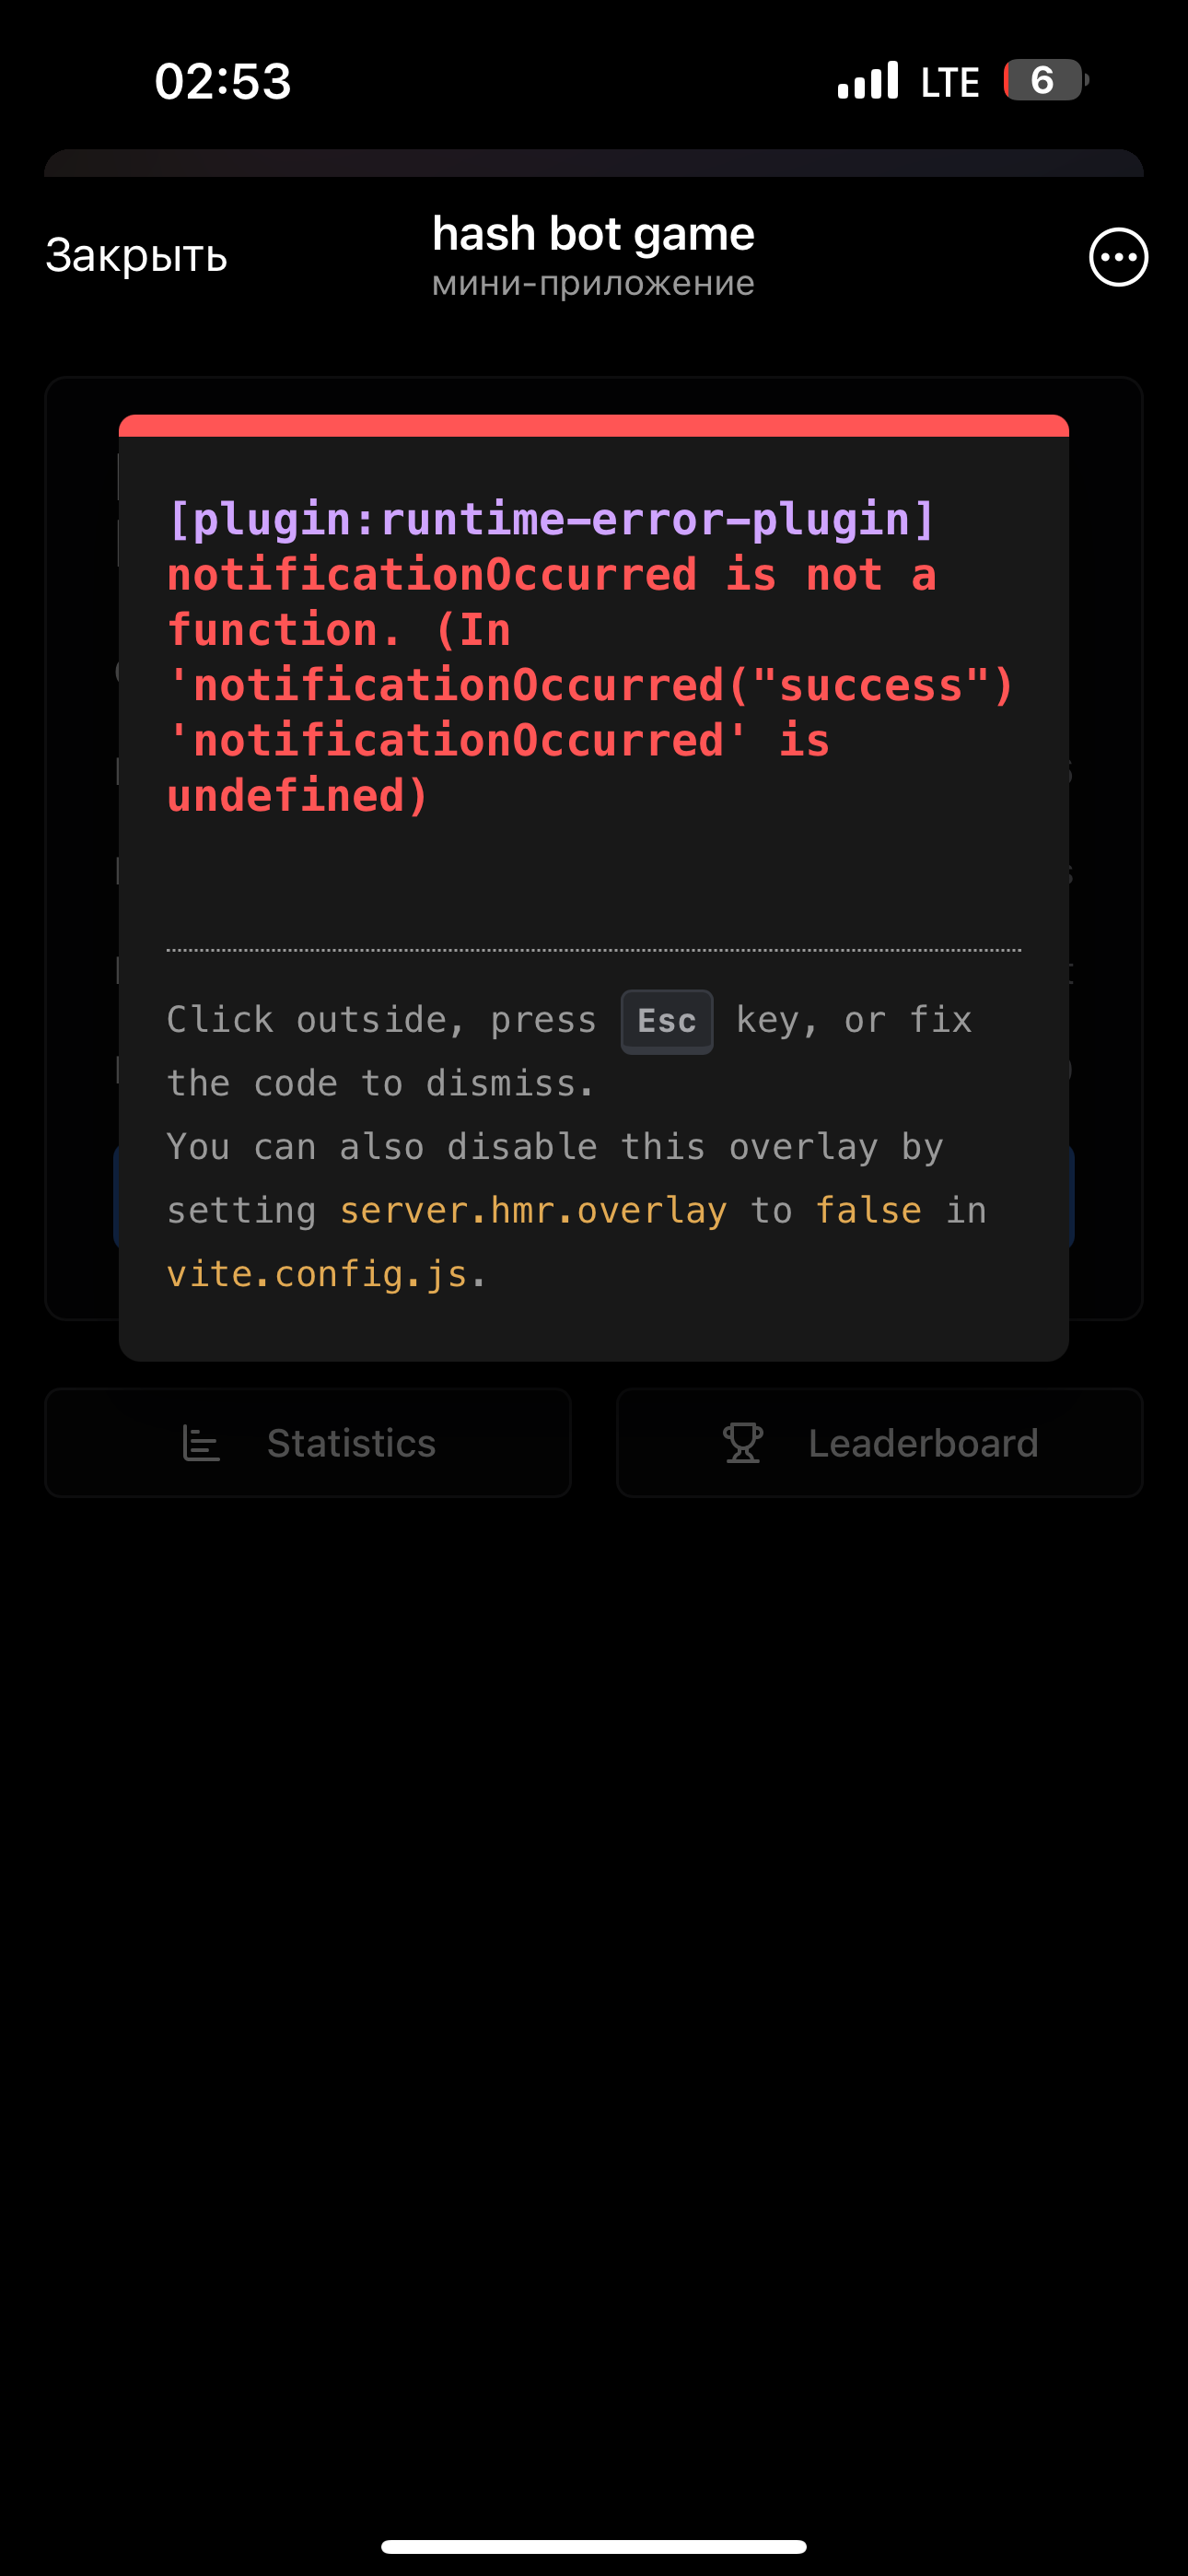 02:53
LTE
6
Закрыть
hash bot game
мини-приложение
[plugin:runtime-error-plugin]
notificationOccurred is not a
function. (In
'notificationOccurred("success")
'notificationOccurred' is
undefined)
Click outside, press Esc key, or fix
the code to dismiss.
You can also disable this overlay by
setting server.hmr.overlay to false in
vite.config.js.
Statistics
Leaderboard